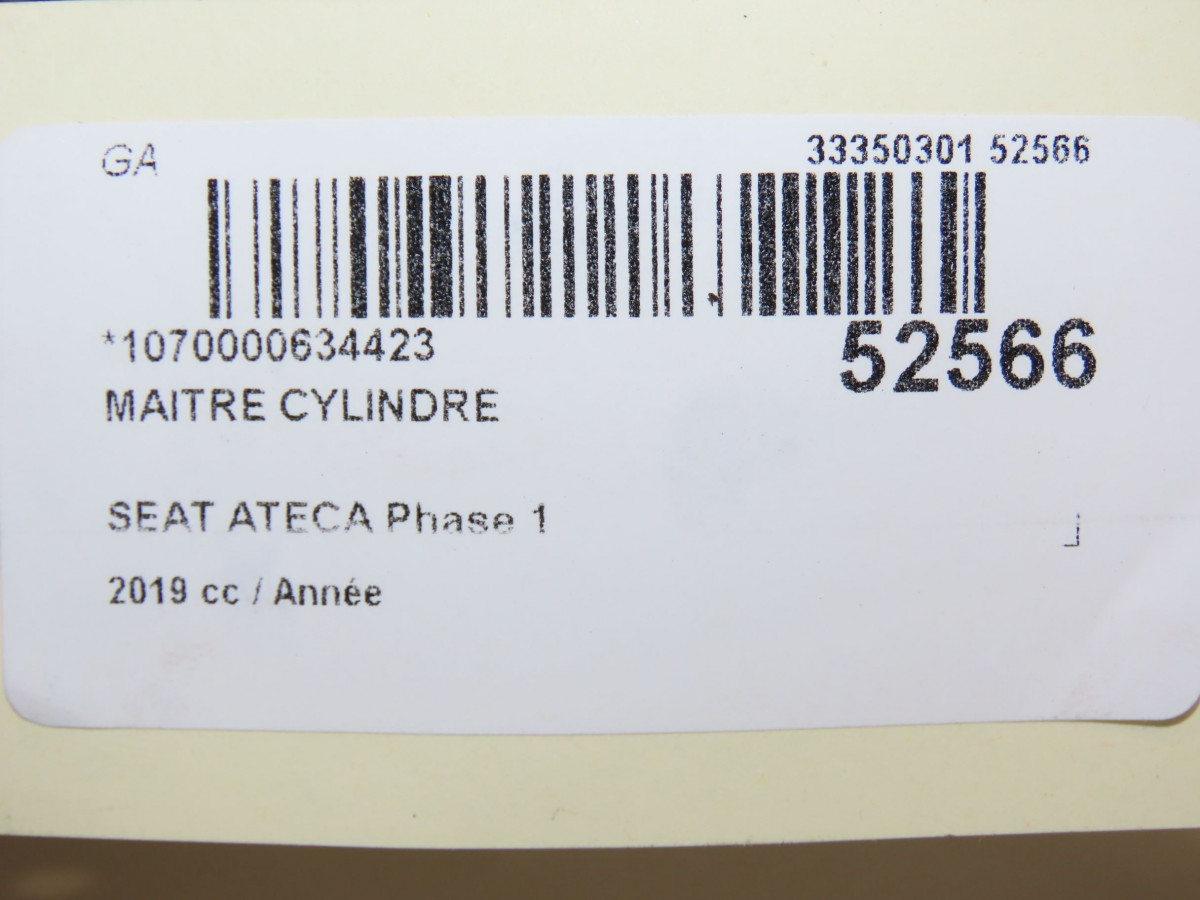 GA
33350301 52566
*1070000634423
52566
MAITRE CYLINDRE
SEAT ATECA Phase 1
2019 cc / Année